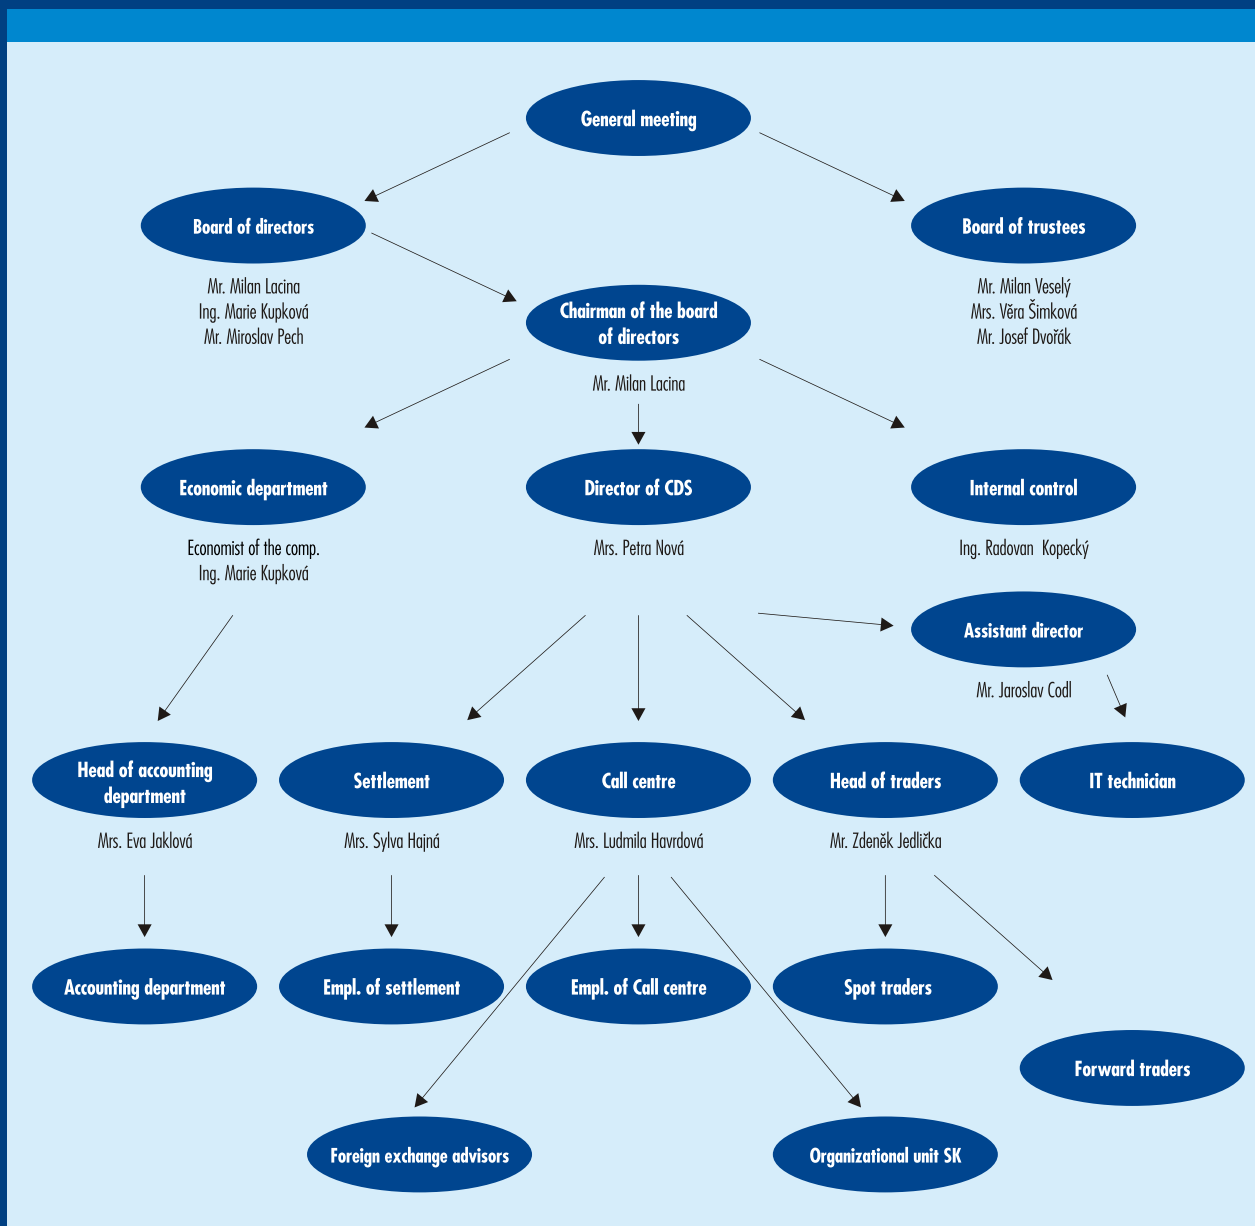 General meeting
Board of directors
Mr. Milan Lacina
Ing. Marie Kupková
Mr. Miroslav Pech
Board of trustees
Mr. Milan Veselý
Mrs. Věra Šimková
Mr. Josef Dvořák
Chairman of the board
of directors
Mr. Milan Lacina
Economic department
Economist of the comp.
Ing. Marie Kupková
Director of CDS
Mrs. Petra Nová
Internal control
Ing. Radovan Kopecký
Assistant director
Mr. Jaroslav Codl
Head of accounting
department
Mrs. Eva Jaklová
Settlement
Mrs. Sylva Hajná
Call centre
Mrs. Ludmila Havrdová
Head of traders
Mr. Zdeněk Jedlička
IT technician
Accounting department
Empl. of settlement
Empl. of Call centre
Spot traders
Forward traders
Foreign exchange advisors
Organizational unit SK